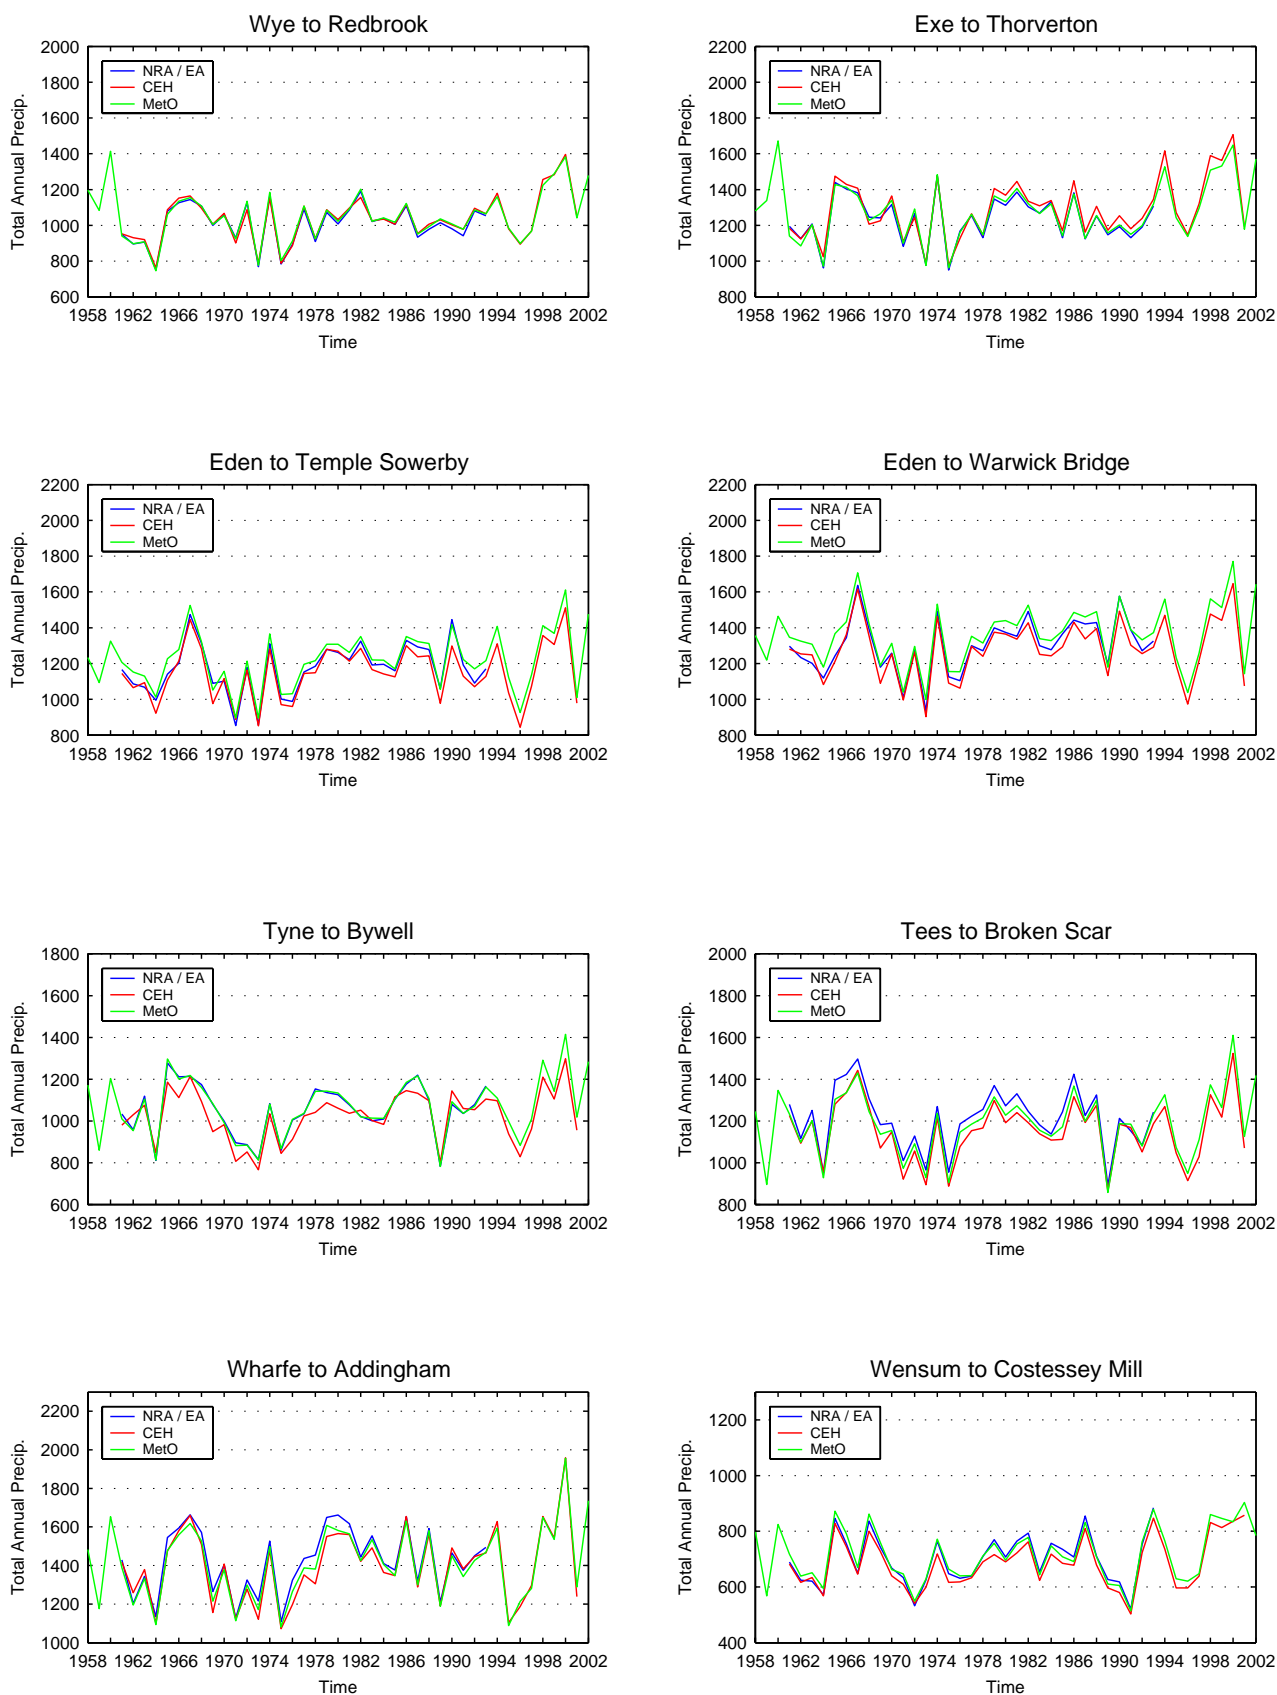 Wye to Redbrook
2000
1800
1600
1400
1200
1000
800
600
Total Annual Precip.
NRA / EA
CEH
MetO
1958 1962 1966 1970 1974 1978 1982 1986 1990 1994 1998 2002
Time
Exe to Thorverton
2200
2000
1800
1600
1400
1200
1000
800
Total Annual Precip.
NRA / EA
CEH
MetO
1958 1962 1966 1970 1974 1978 1982 1986 1990 1994 1998 2002
Time
Eden to Temple Sowerby
2200
2000
1800
1600
1400
1200
1000
800
Total Annual Precip.
NRA / EA
CEH
MetO
1958 1962 1966 1970 1974 1978 1982 1986 1990 1994 1998 2002
Time
Eden to Warwick Bridge
2200
2000
1800
1600
1400
1200
1000
800
Total Annual Precip.
NRA / EA
CEH
MetO
1958 1962 1966 1970 1974 1978 1982 1986 1990 1994 1998 2002
Time
Tyne to Bywell
1800
1600
1400
1200
1000
800
600
Total Annual Precip.
NRA / EA
CEH
MetO
1958 1962 1966 1970 1974 1978 1982 1986 1990 1994 1998 2002
Time
Tees to Broken Scar
2000
1800
1600
1400
1200
1000
800
Total Annual Precip.
NRA / EA
CEH
MetO
1958 1962 1966 1970 1974 1978 1982 1986 1990 1994 1998 2002
Time
Wharfe to Addingham
2200
2000
1800
1600
1400
1200
1000
Total Annual Precip.
NRA / EA
CEH
MetO
1958 1962 1966 1970 1974 1978 1982 1986 1990 1994 1998 2002
Time
Wensum to Costessey Mill
1200
1000
800
600
400
Total Annual Precip.
NRA / EA
CEH
MetO
1958 1962 1966 1970 1974 1978 1982 1986 1990 1994 1998 2002
Time